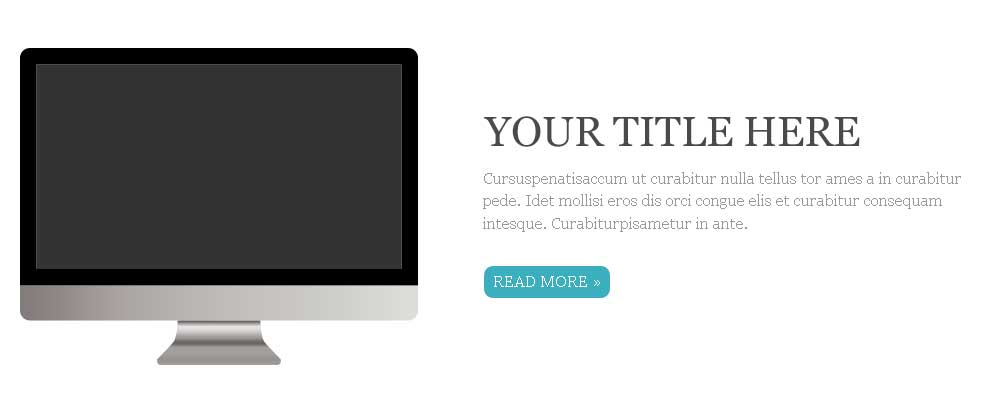 YOUR TITLE HERE
Cursuspenatisaccum ut curabitur nulla tellus tor ames a in curabitur
pede. Idet mollisi eros dis orci congue elis et curabitur consequam
intesque. Curabiturpisametur in ante.
READ MORE »